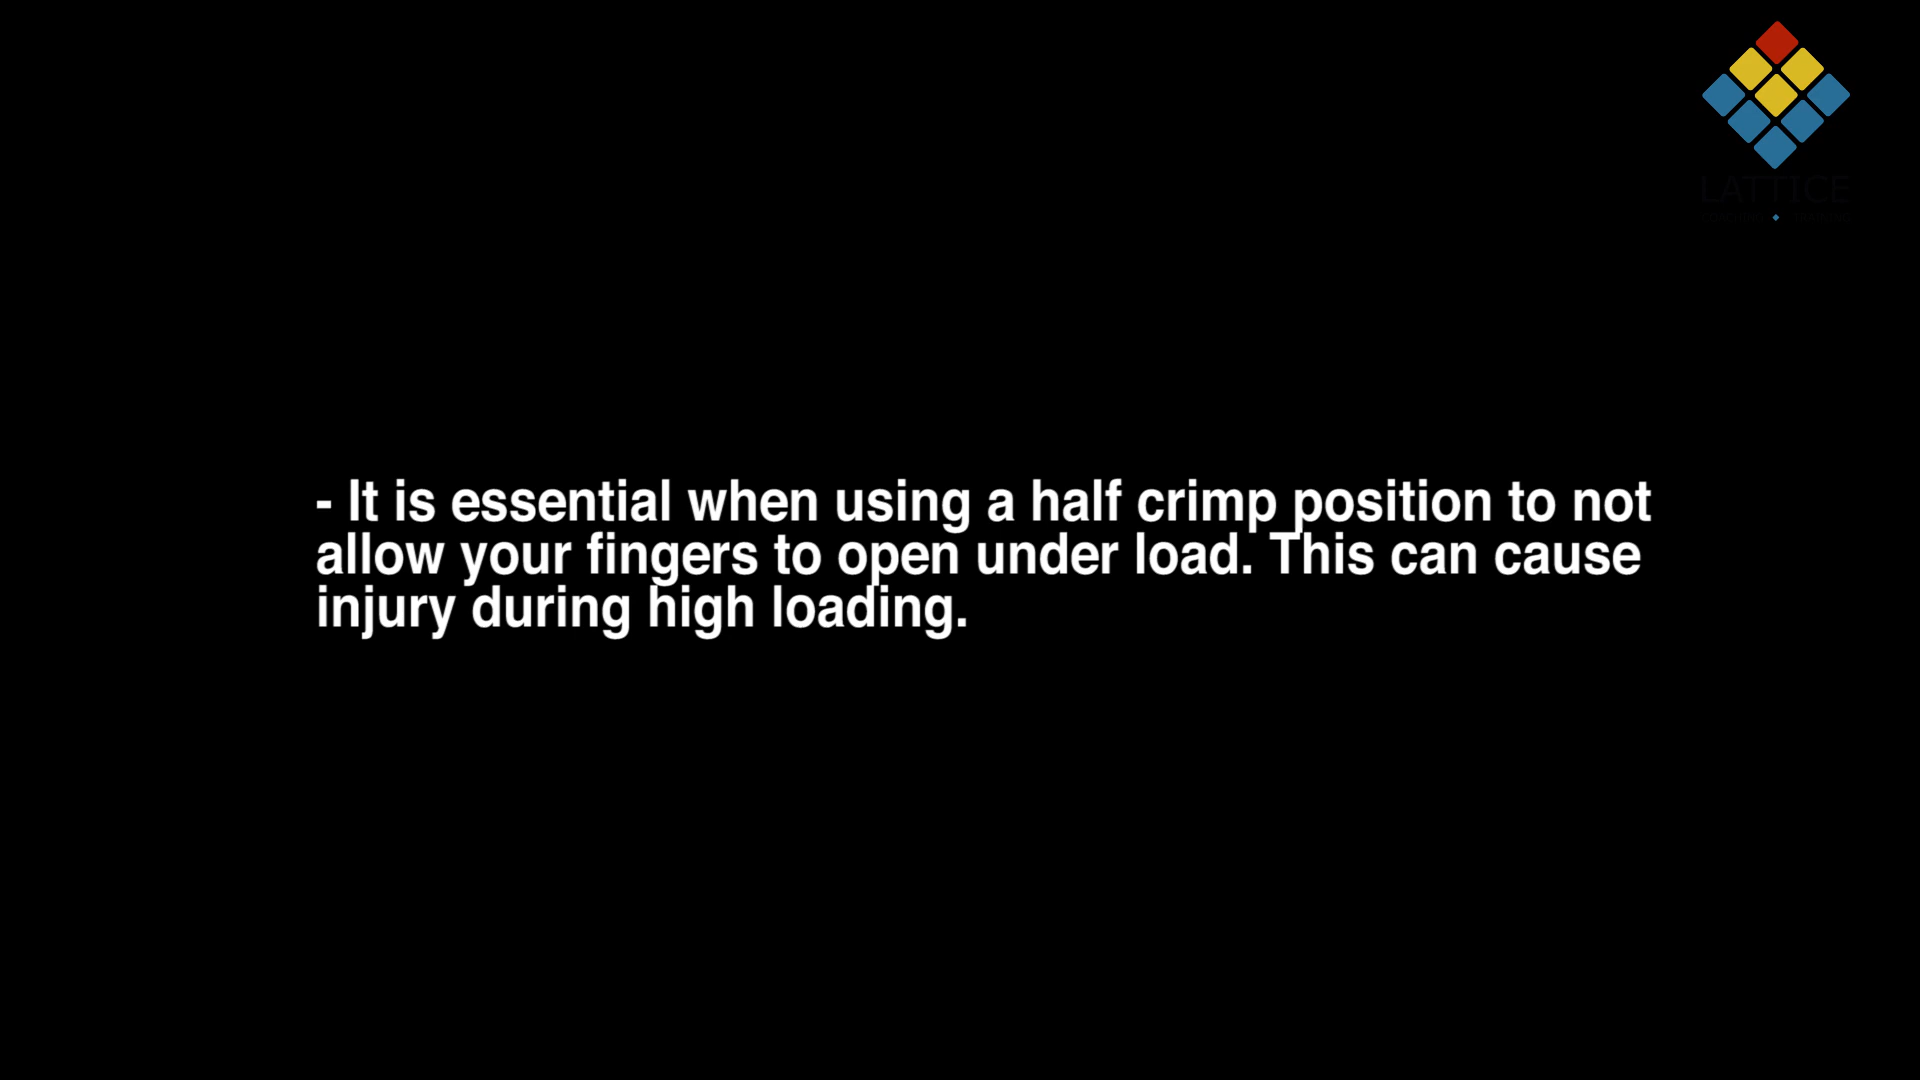 LATTICE
- It is essential when using a half crimp position to not
allow your fingers to open under load. This can cause
injury during high loading.